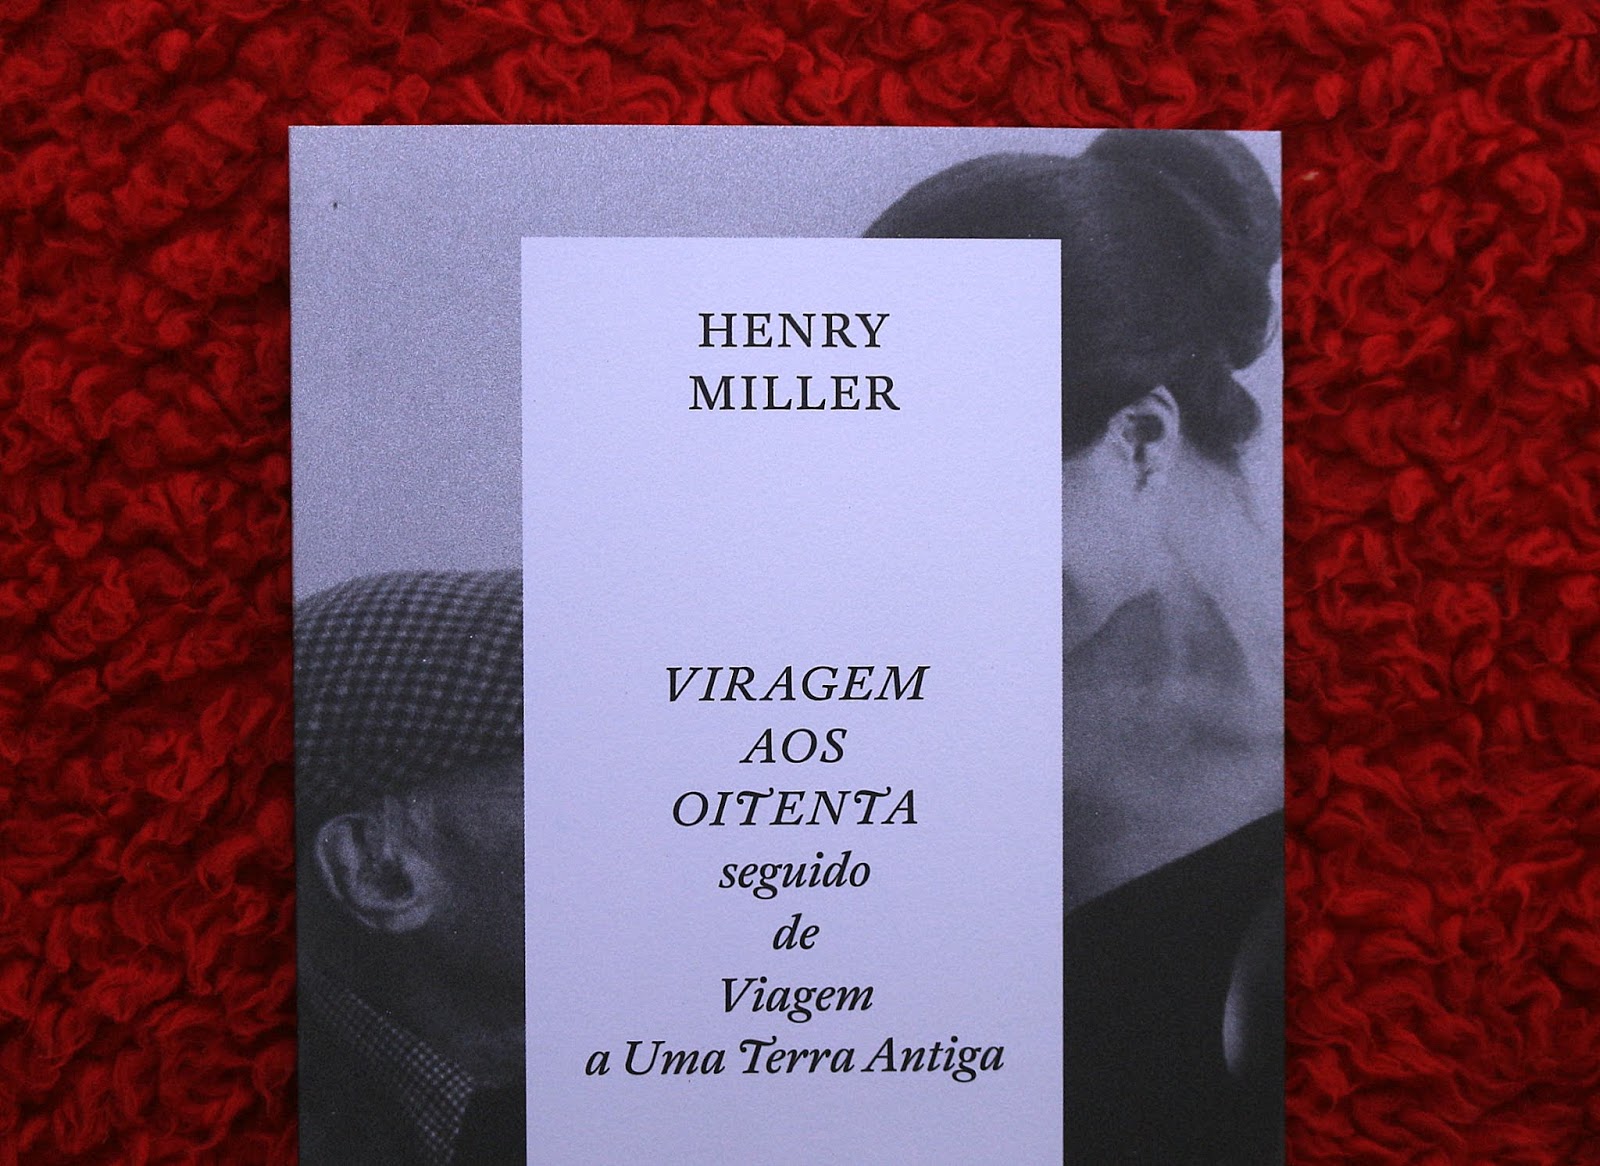 HENRY
MILLER
VIRAGEM
AOS
OITENTA
seguido
de
Viagem
a Uma Terra Antiga